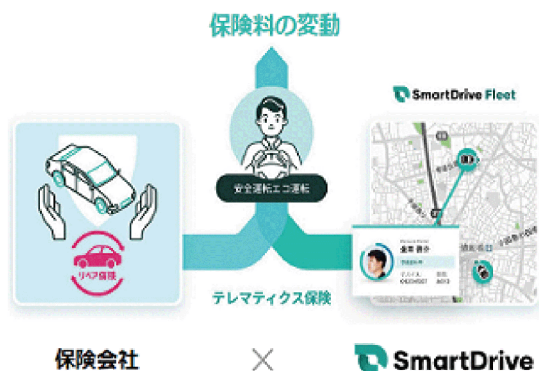 保険料の変動
SmartDrive Fleet
安全運転エコ運転
リペア保険
テレマティクス保険
保険会社
×
SmartDrive